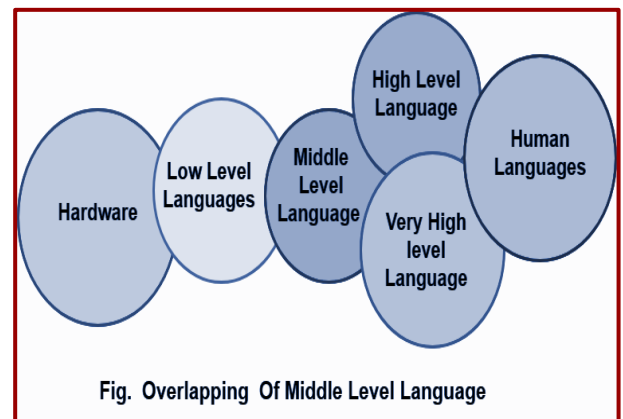 Hardware
Low Level
Languages
Middle
Level
Language
High Level
Language
Very High
level
Language
Human
Languages
Fig. Overlapping Of Middle Level Language